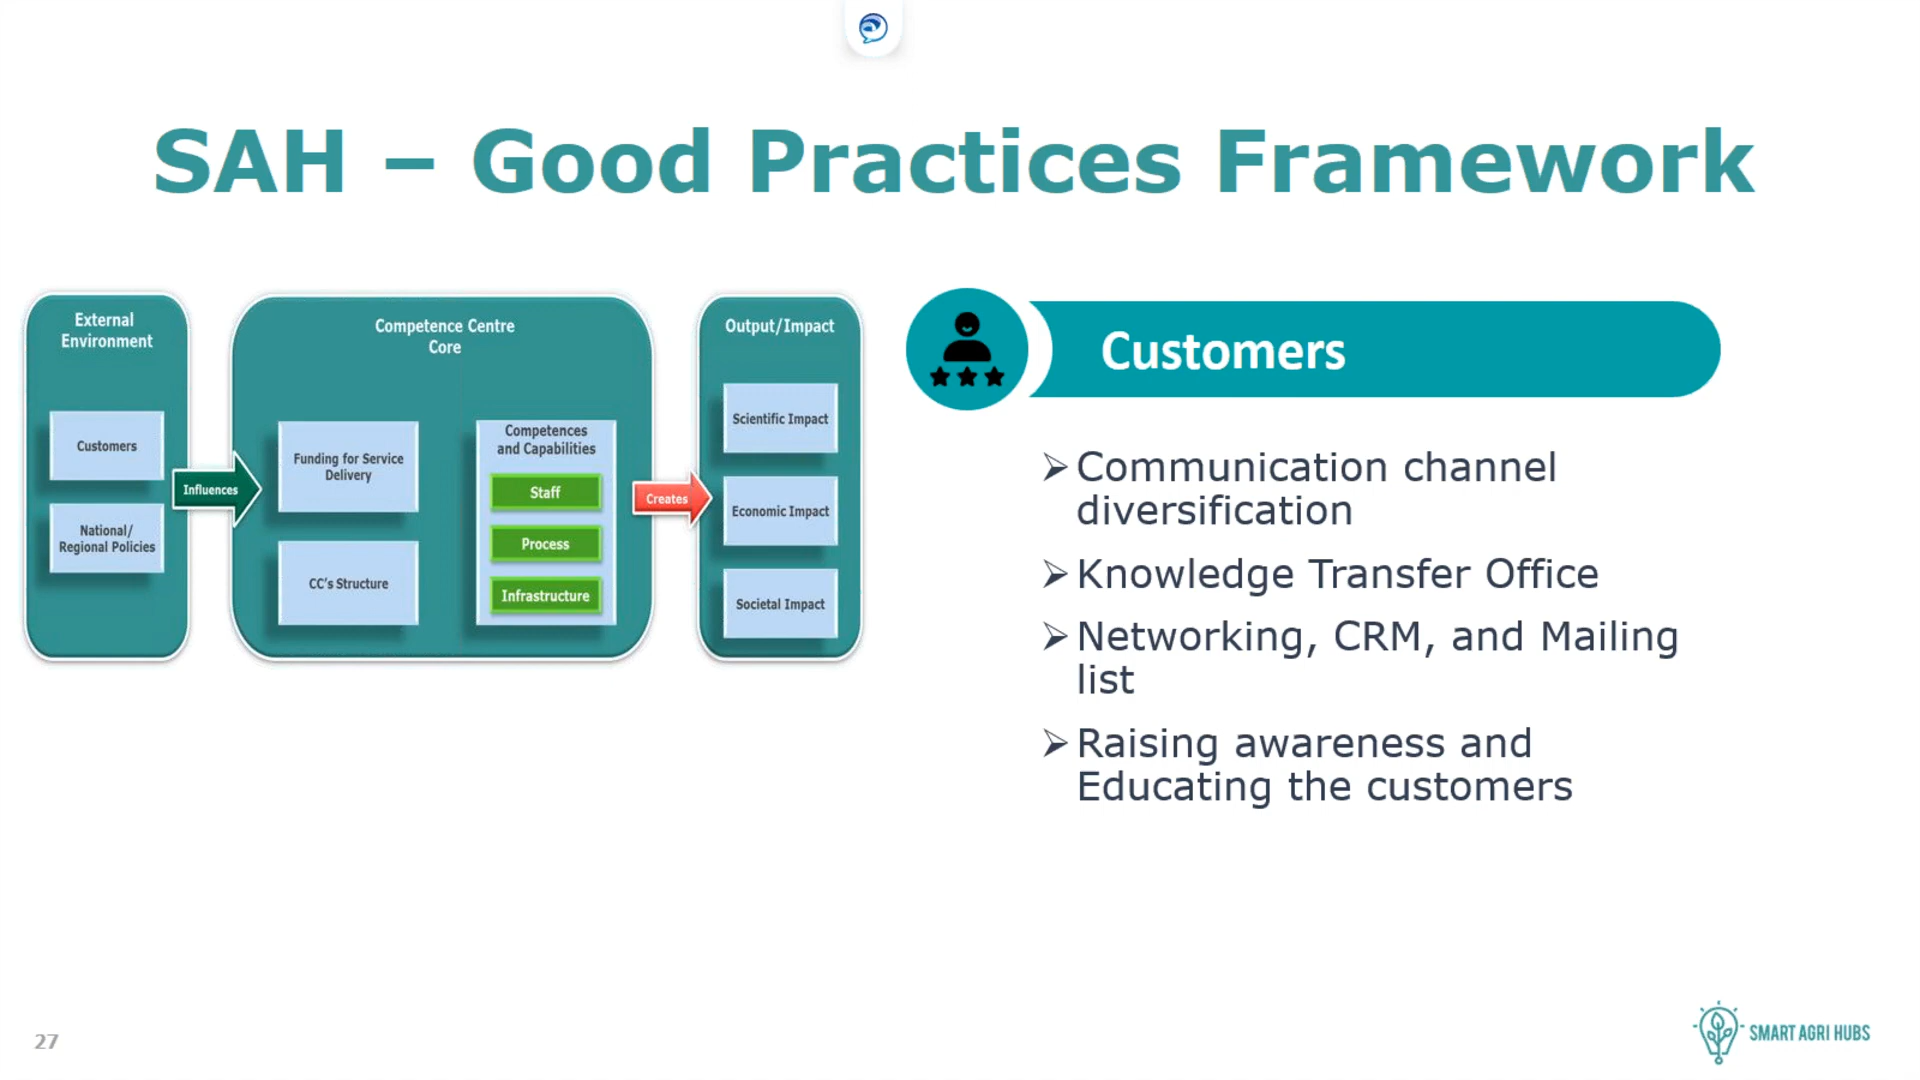 SAH – Good Practices Framework
External
Environment
Customers
National/
Regional Policies
Influences
Competence Centre
Core
Funding for Service
Delivery
CC's Structure
Competences
and Capabilities
Staff
Process
Infrastructure
Creates
Output/Impact
Scientific Impact
Economic Impact
Societal Impact
Customers
Communication channel
diversification
Knowledge Transfer Office
Networking, CRM, and Mailing
list
Raising awareness and
Educating the customers
27
SMART AGRI HUBS